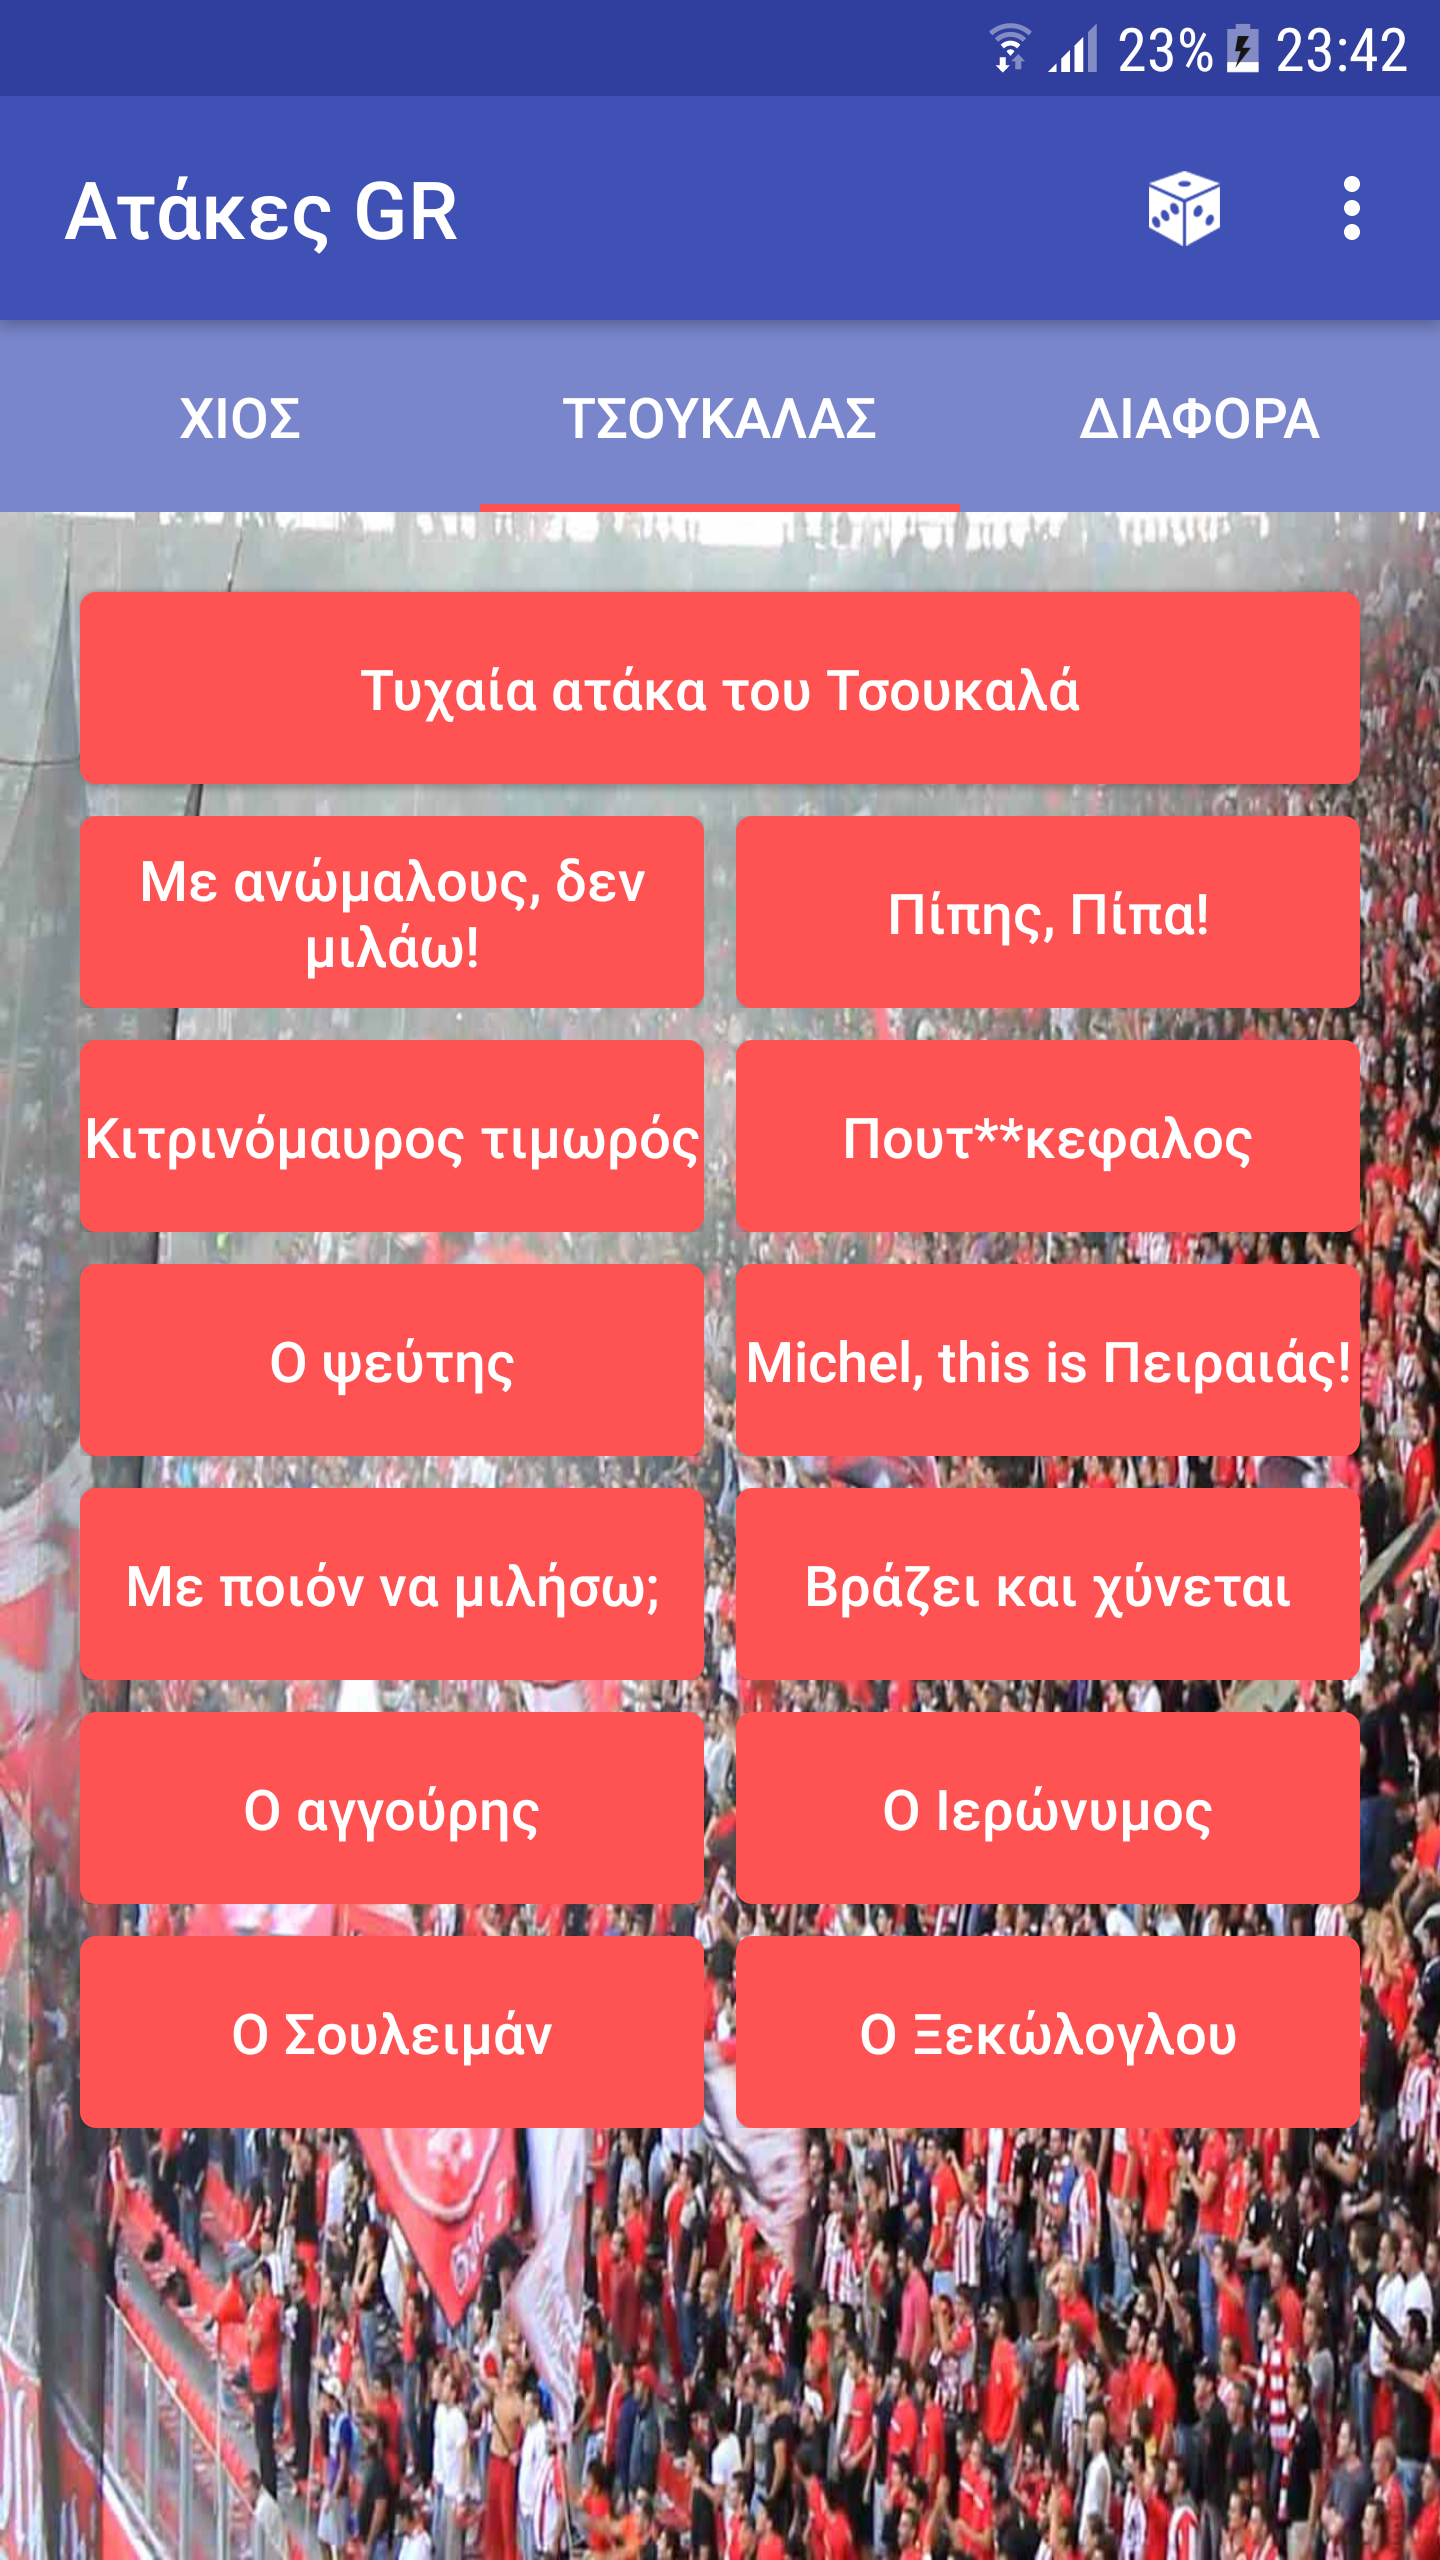 23% 23:42
Ατάκες GR
ΧΙΟΣ ΤΣΟΥΚΑΛΑΣ ΔΙΑΦΟΡΑ
Τυχαία ατάκα του Τσουκαλά
Με ανώμαλους, δεν
μιλάω!
Πίπης, Πίπα!
Κιτρινόμαυρος τιμωρός
Πουτ**κεφαλος
Ο ψεύτης
Michel, this is Πειραιάς!
Με ποιόν να μιλήσω;
Βράζει και χύνεται
Ο αγγούρης
Ο Ιερώνυμος
Ο Σουλειμάν
Ο Ξεκώλογλου